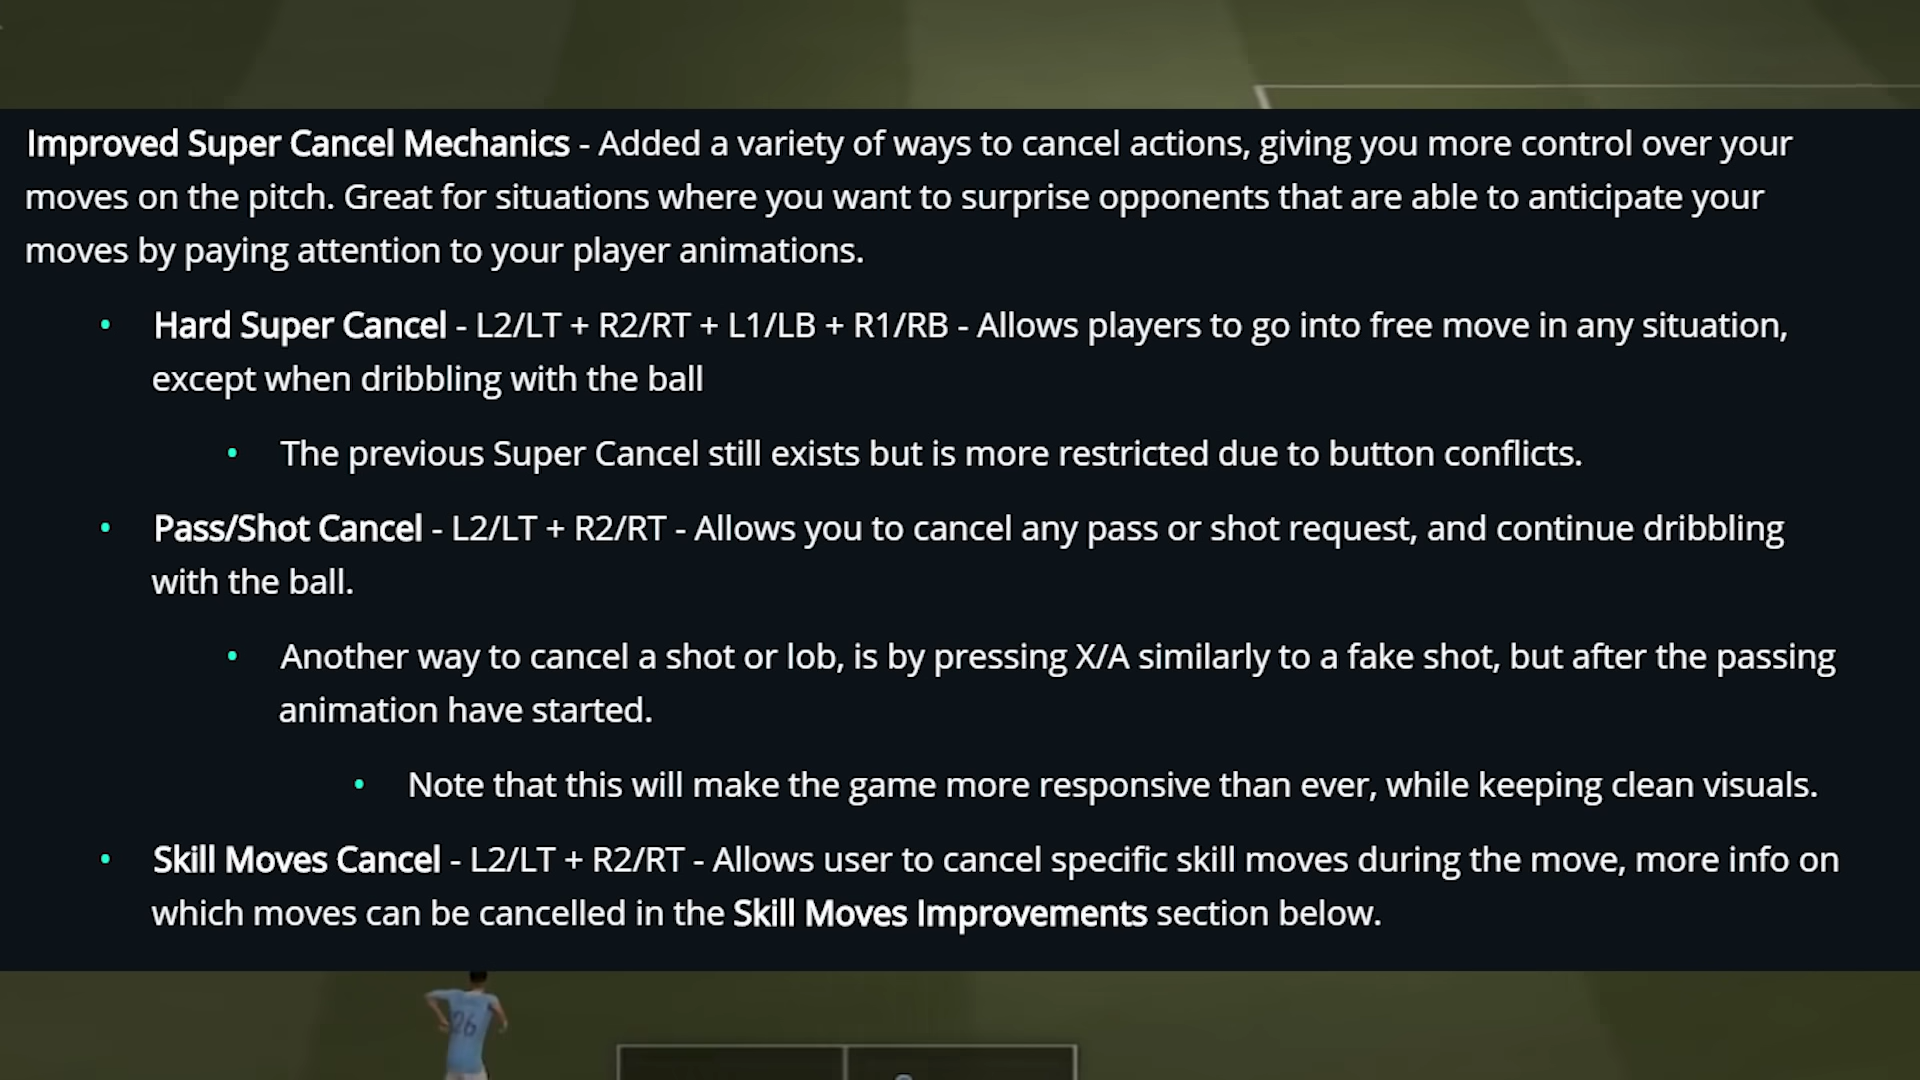 Improved Super Cancel Mechanics - Added a variety of ways to cancel actions, giving you more control over your
moves on the pitch. Great for situations where you want to surprise opponents that are able to anticipate your
moves by paying attention to your player animations.
• Hard Super Cancel - L2/LT + R2/RT + L1/LB + R1/RB - Allows players to go into free move in any situation,
except when dribbling with the ball
• The previous Super Cancel still exists but is more restricted due to button conflicts.
• Pass/Shot Cancel - L2/LT + R2/RT - Allows you to cancel any pass or shot request, and continue dribbling
with the ball.
• Another way to cancel a shot or lob, is by pressing X/A similarly to a fake shot, but after the passing
animation have started.
• Note that this will make the game more responsive than ever, while keeping clean visuals.
• Skill Moves Cancel - L2/LT + R2/RT - Allows user to cancel specific skill moves during the move, more info on
which moves can be cancelled in the Skill Moves Improvements section below.
26